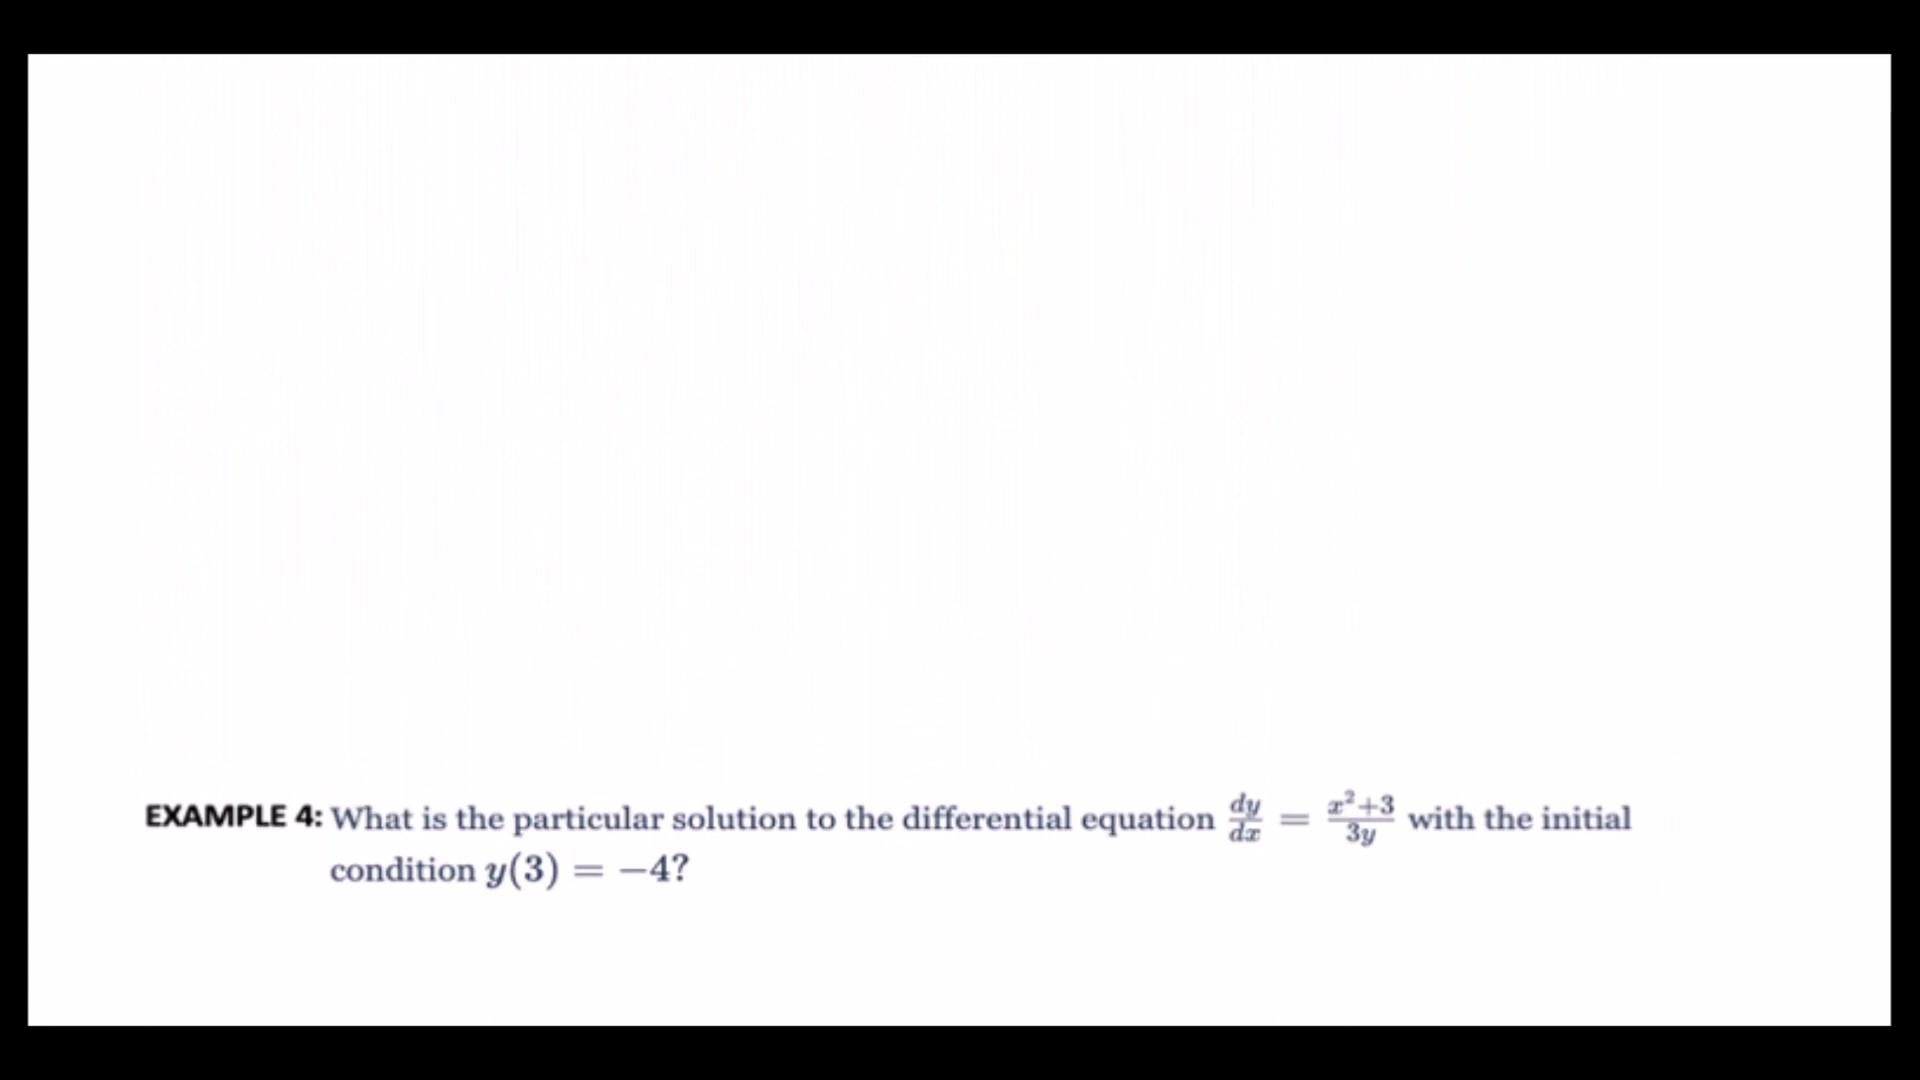 EXAMPLE 4: What is the particular solution to the differential equation dy/dx = (x²+3)/(3y) with the initial
condition y(3) = −4?